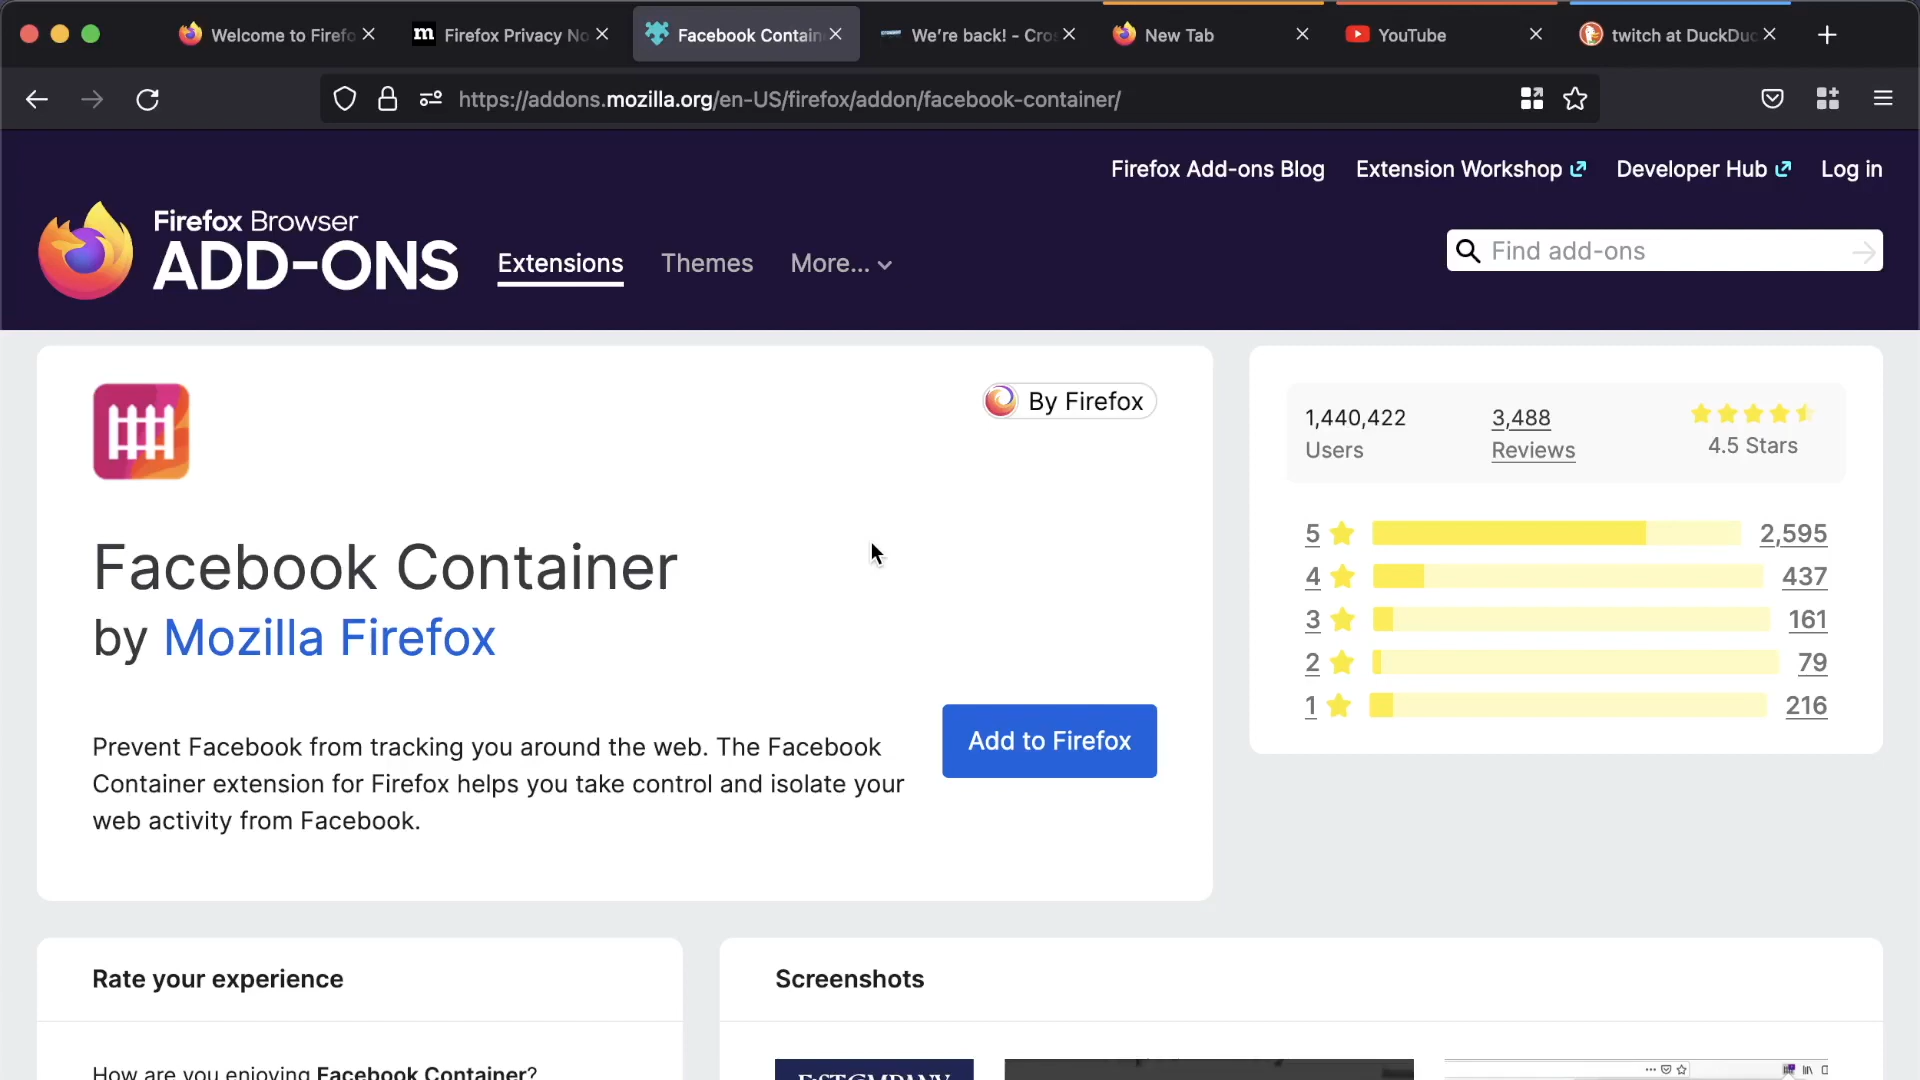 Welcome to Firefo
Firefox Privacy No
Facebook Contain
We're back! - Cros
New Tab
YouTube
twitch at DuckDuc
https://addons.mozilla.org/en-US/firefox/addon/facebook-container/
Firefox Add-ons Blog
Extension Workshop
Developer Hub
Log in
Firefox Browser
ADD-ONS
Extensions
Themes
More...
Find add-ons
By Firefox
Facebook Container
by Mozilla Firefox
Prevent Facebook from tracking you around the web. The Facebook
Container extension for Firefox helps you take control and isolate your
web activity from Facebook.
Add to Firefox
1,440,422
Users
3,488
Reviews
4.5 Stars
5 2,595
4 437
3 161
2 79
1 216
Rate your experience
How are you enjoying Facebook Container?
Screenshots